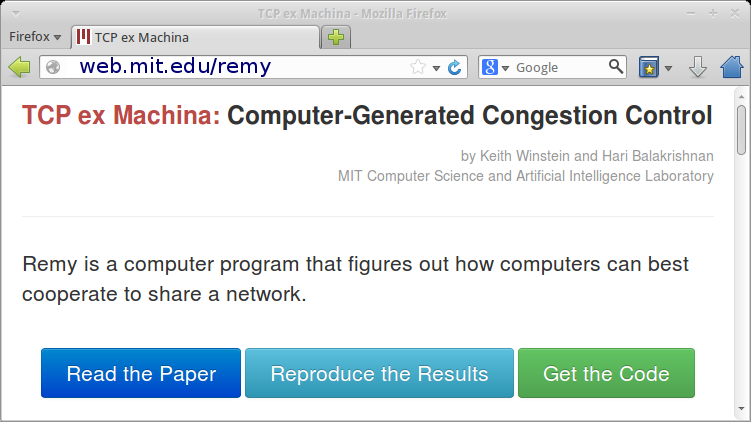 TCP ex Machina - Mozilla Firefox
Firefox
TCP ex Machina
web.mit.edu/remy
8 Google
TCP ex Machina: Computer-Generated Congestion Control
by Keith Winstein and Hari Balakrishnan
MIT Computer Science and Artificial Intelligence Laboratory
Remy is a computer program that figures out how computers can best
cooperate to share a network.
Read the Paper Reproduce the Results Get the Code